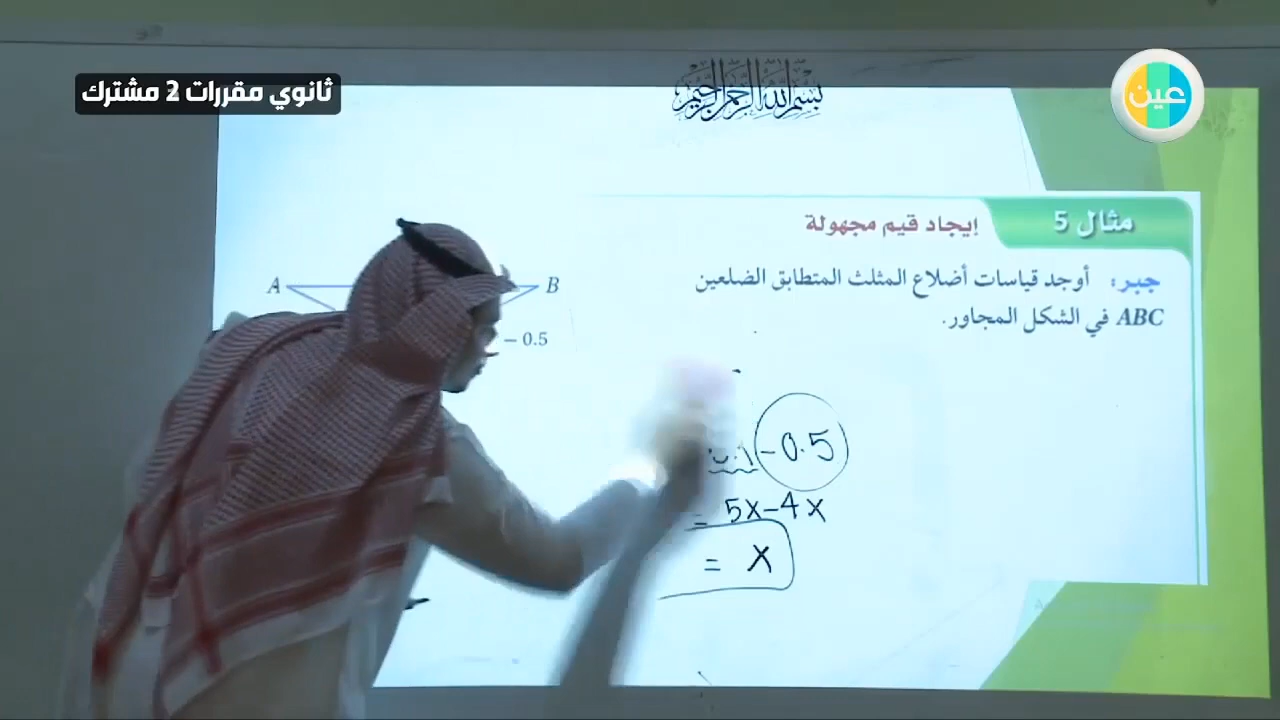 ثانوي مقررات 2 مشترك
عين
بسم الله الرحمن الرحيم
مثال 5 إيجاد قيم مجهولة
جبر: أوجد قياسات أضلاع المثلث المتطابق الضلعين
ABC في الشكل المجاور.
A B
– 0.5
-0.5
= 5x-4x
= x